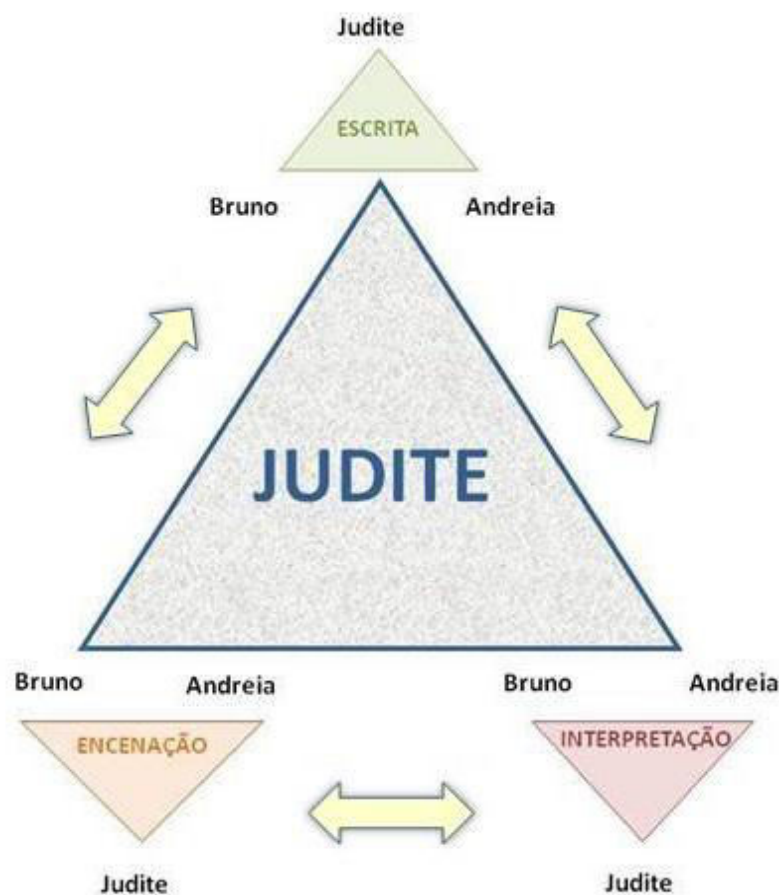 Judite
ESCRITA
Bruno Andreia
JUDITE
Bruno Andreia Bruno Andreia
ENCENAÇÃO INTERPRETAÇÃO
Judite Judite